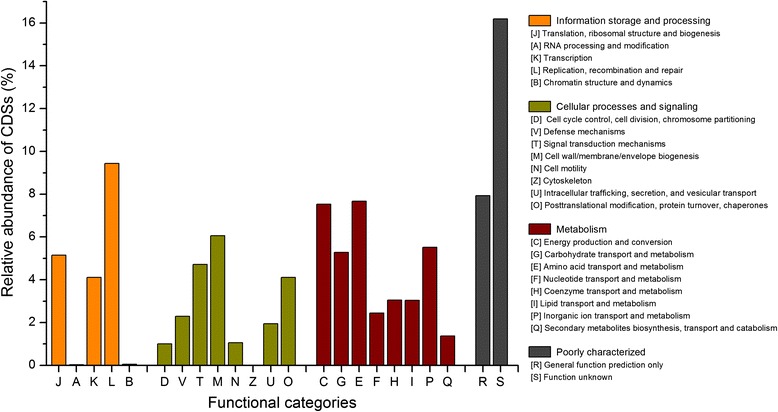 Relative abundance of CDSs (%)
16
14
12
10
8
6
4
2
0
J A K L B D V T M N Z U O C G E F H I P Q R S
Functional categories
Information storage and processing
[J] Translation, ribosomal structure and biogenesis
[A] RNA processing and modification
[K] Transcription
[L] Replication, recombination and repair
[B] Chromatin structure and dynamics
Cellular processes and signaling
[D] Cell cycle control, cell division, chromosome partitioning
[V] Defense mechanisms
[T] Signal transduction mechanisms
[M] Cell wall/membrane/envelope biogenesis
[N] Cell motility
[Z] Cytoskeleton
[U] Intracellular trafficking, secretion, and vesicular transport
[O] Posttranslational modification, protein turnover, chaperones
Metabolism
[C] Energy production and conversion
[G] Carbohydrate transport and metabolism
[E] Amino acid transport and metabolism
[F] Nucleotide transport and metabolism
[H] Coenzyme transport and metabolism
[I] Lipid transport and metabolism
[P] Inorganic ion transport and metabolism
[Q] Secondary metabolites biosynthesis, transport and catabolism
Poorly characterized
[R] General function prediction only
[S] Function unknown